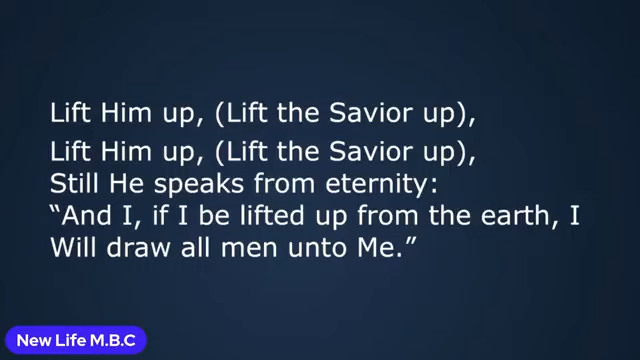 Lift Him up, (Lift the Savior up),
Lift Him up, (Lift the Savior up),
Still He speaks from eternity:
“And I, if I be lifted up from the earth, I
Will draw all men unto Me.”
New Life M.B.C